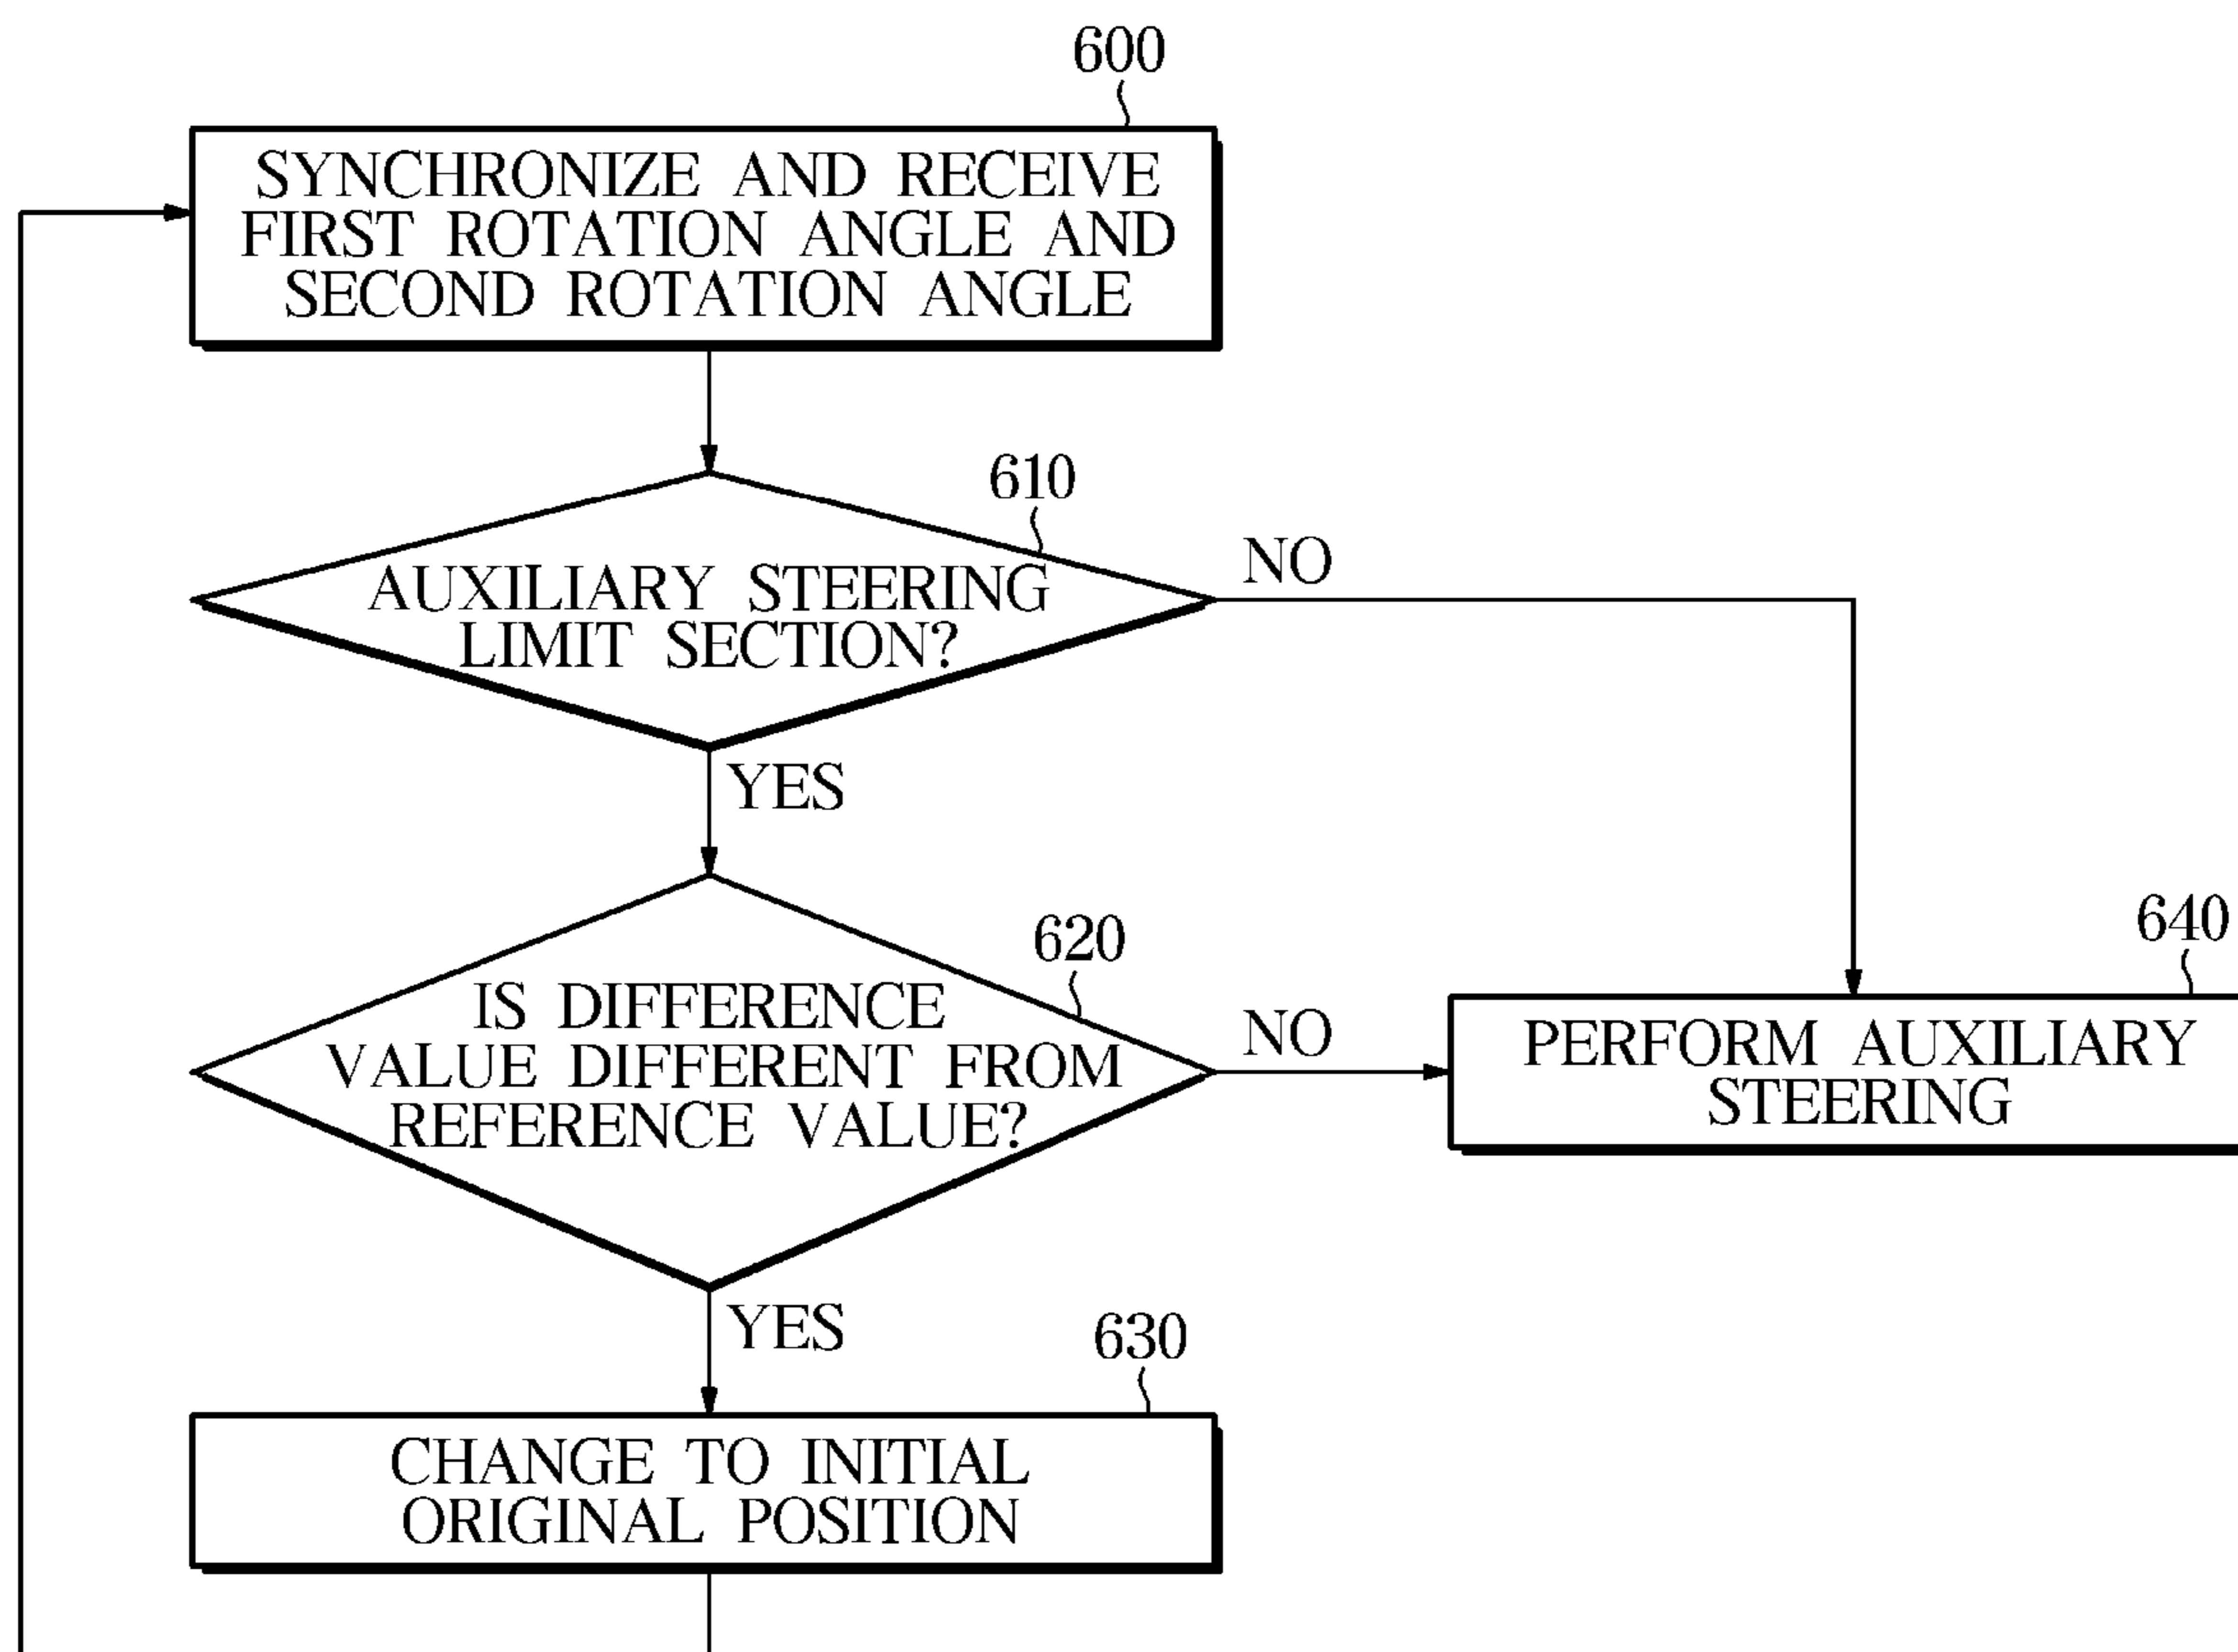 600
SYNCHRONIZE AND RECEIVE
FIRST ROTATION ANGLE AND
SECOND ROTATION ANGLE
610
AUXILIARY STEERING
LIMIT SECTION?
NO
YES
620
IS DIFFERENCE
VALUE DIFFERENT FROM
REFERENCE VALUE?
NO
640
PERFORM AUXILIARY
STEERING
YES
630
CHANGE TO INITIAL
ORIGINAL POSITION